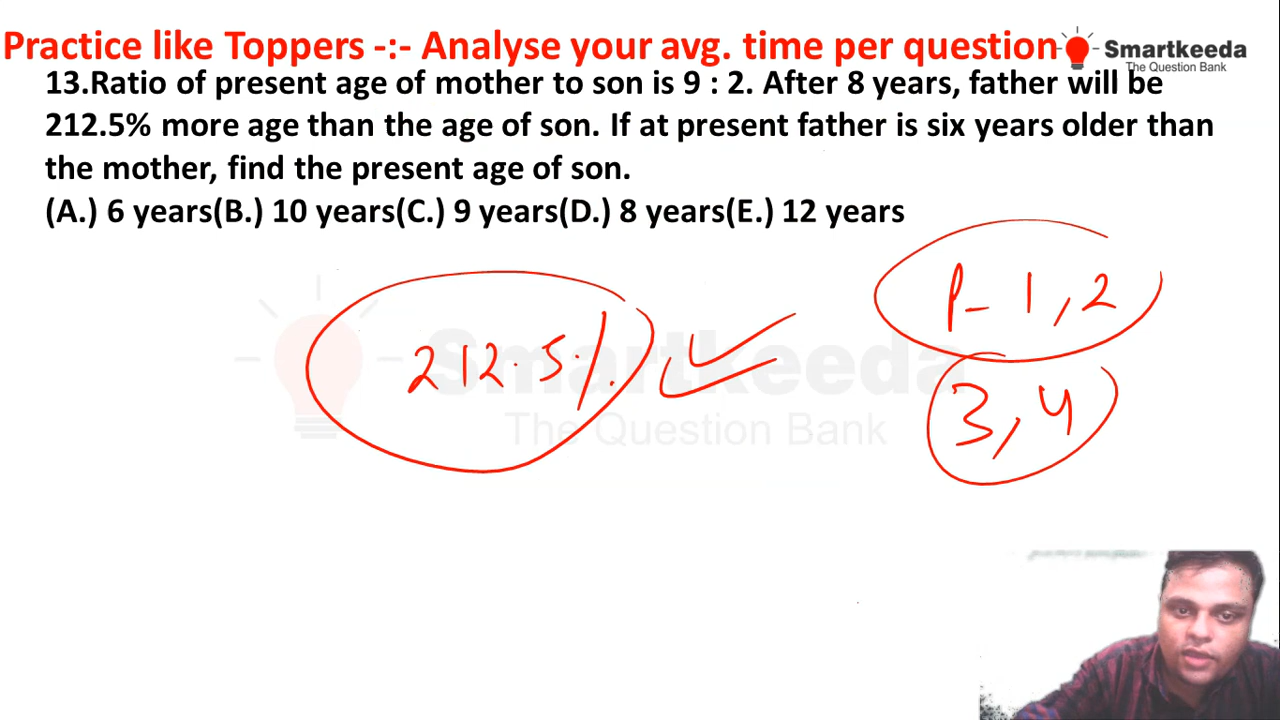 Practice like Toppers -:- Analyse your avg. time per question
Smartkeeda
The Question Bank
13.Ratio of present age of mother to son is 9 : 2. After 8 years, father will be
212.5% more age than the age of son. If at present father is six years older than
the mother, find the present age of son.
(A.) 6 years(B.) 10 years(C.) 9 years(D.) 8 years(E.) 12 years
P - 1, 2
212.5%
3, 4
Smartkeeda
The Question Bank